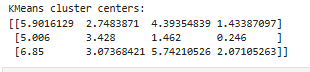 KMeans cluster centers:
[[5.9016129  2.7483871  4.39354839 1.43387097]
 [5.006      3.428      1.462      0.246     ]
 [6.85       3.07368421 5.74210526 2.07105263]]